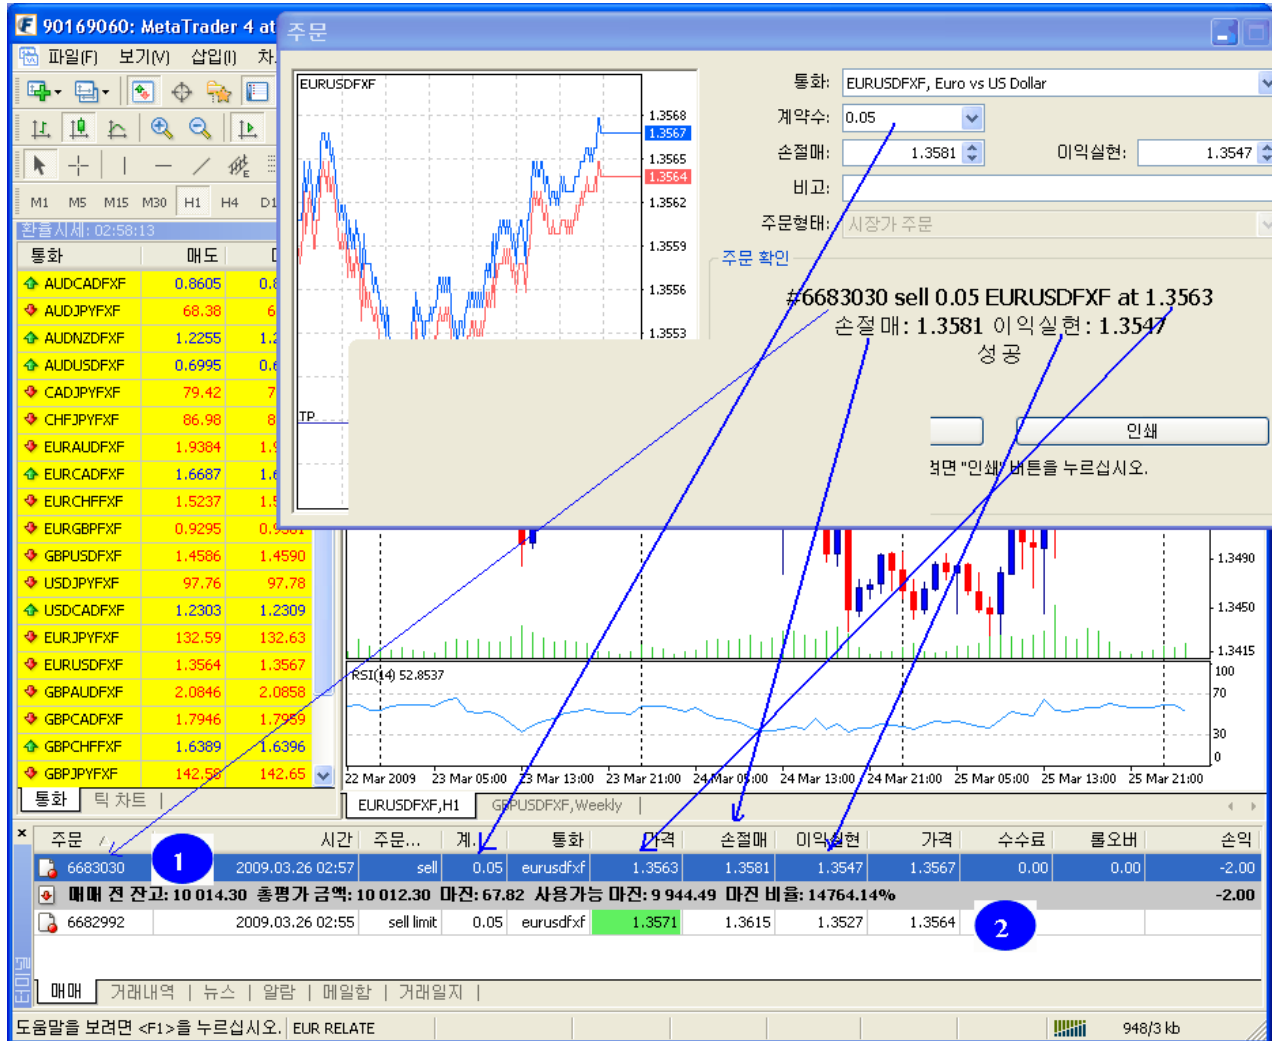 90169060: MetaTrader 4 at
주문
파일(F) 보기(V) 삽입(I) 차
M1 M5 M15 M30 H1 H4 D1
환율시세: 02:58:13
통화 매도
AUDCADFXF 0.8605
AUDJPYFXF 68.38
AUDNZDFXF 1.2255
AUDUSDFXF 0.6995
CADJPYFXF 79.42
CHFJPYFXF 86.98
EURAUDFXF 1.9384
EURCADFXF 1.6687
EURCHFFXF 1.5237
EURGBPFXF 0.9295
GBPUSDFXF 1.4586 1.4590
USDJPYFXF 97.76 97.78
USDCADFXF 1.2303 1.2309
EURJPYFXF 132.59 132.63
EURUSDFXF 1.3564 1.3567
GBPAUDFXF 2.0846 2.0858
GBPCADFXF 1.7946 1.7959
GBPCHFFXF 1.6389 1.6396
GBPJPYFXF 142.58 142.65
통화 틱 차트
EURUSDFXF
1.3568
1.3567
1.3565
1.3564
1.3562
1.3559
1.3556
1.3553
TP
통화: EURUSDFXF, Euro vs US Dollar
계약수: 0.05
손절매: 1.3581 이익실현: 1.3547
비고:
주문형태: 시장가 주문
주문 확인
#6683030 sell 0.05 EURUSDFXF at 1.3563
손절매: 1.3581 이익실현: 1.3547
성공
인쇄
려면 "인쇄" 버튼을 누르십시오.
1.3490
1.3450
1.3415
RSI(14) 52.8537
100
70
30
0
22 Mar 2009 23 Mar 05:00 23 Mar 13:00 23 Mar 21:00 24 Mar 05:00 24 Mar 13:00 24 Mar 21:00 25 Mar 05:00 25 Mar 13:00 25 Mar 21:00
EURUSDFXF,H1 GBPUSDFXF,Weekly
주문 / 시간 주문... 계... 통화 가격 손절매 이익실현 가격 수수료 롤오버 손익
6683030 1 2009.03.26 02:57 sell 0.05 eurusdfxf 1.3563 1.3581 1.3547 1.3567 0.00 0.00 -2.00
매매 전 잔고: 10 014.30 총평가 금액: 10 012.30 마진: 67.82 사용가능 마진: 9 944.49 마진 비율: 14764.14% -2.00
6682992 2009.03.26 02:55 sell limit 0.05 eurusdfxf 1.3571 1.3615 1.3527 1.3564 2
터미널
매매 거래내역 뉴스 알람 메일함 거래일지
도움말을 보려면 <F1>을 누르십시오. EUR RELATE 948/3 kb